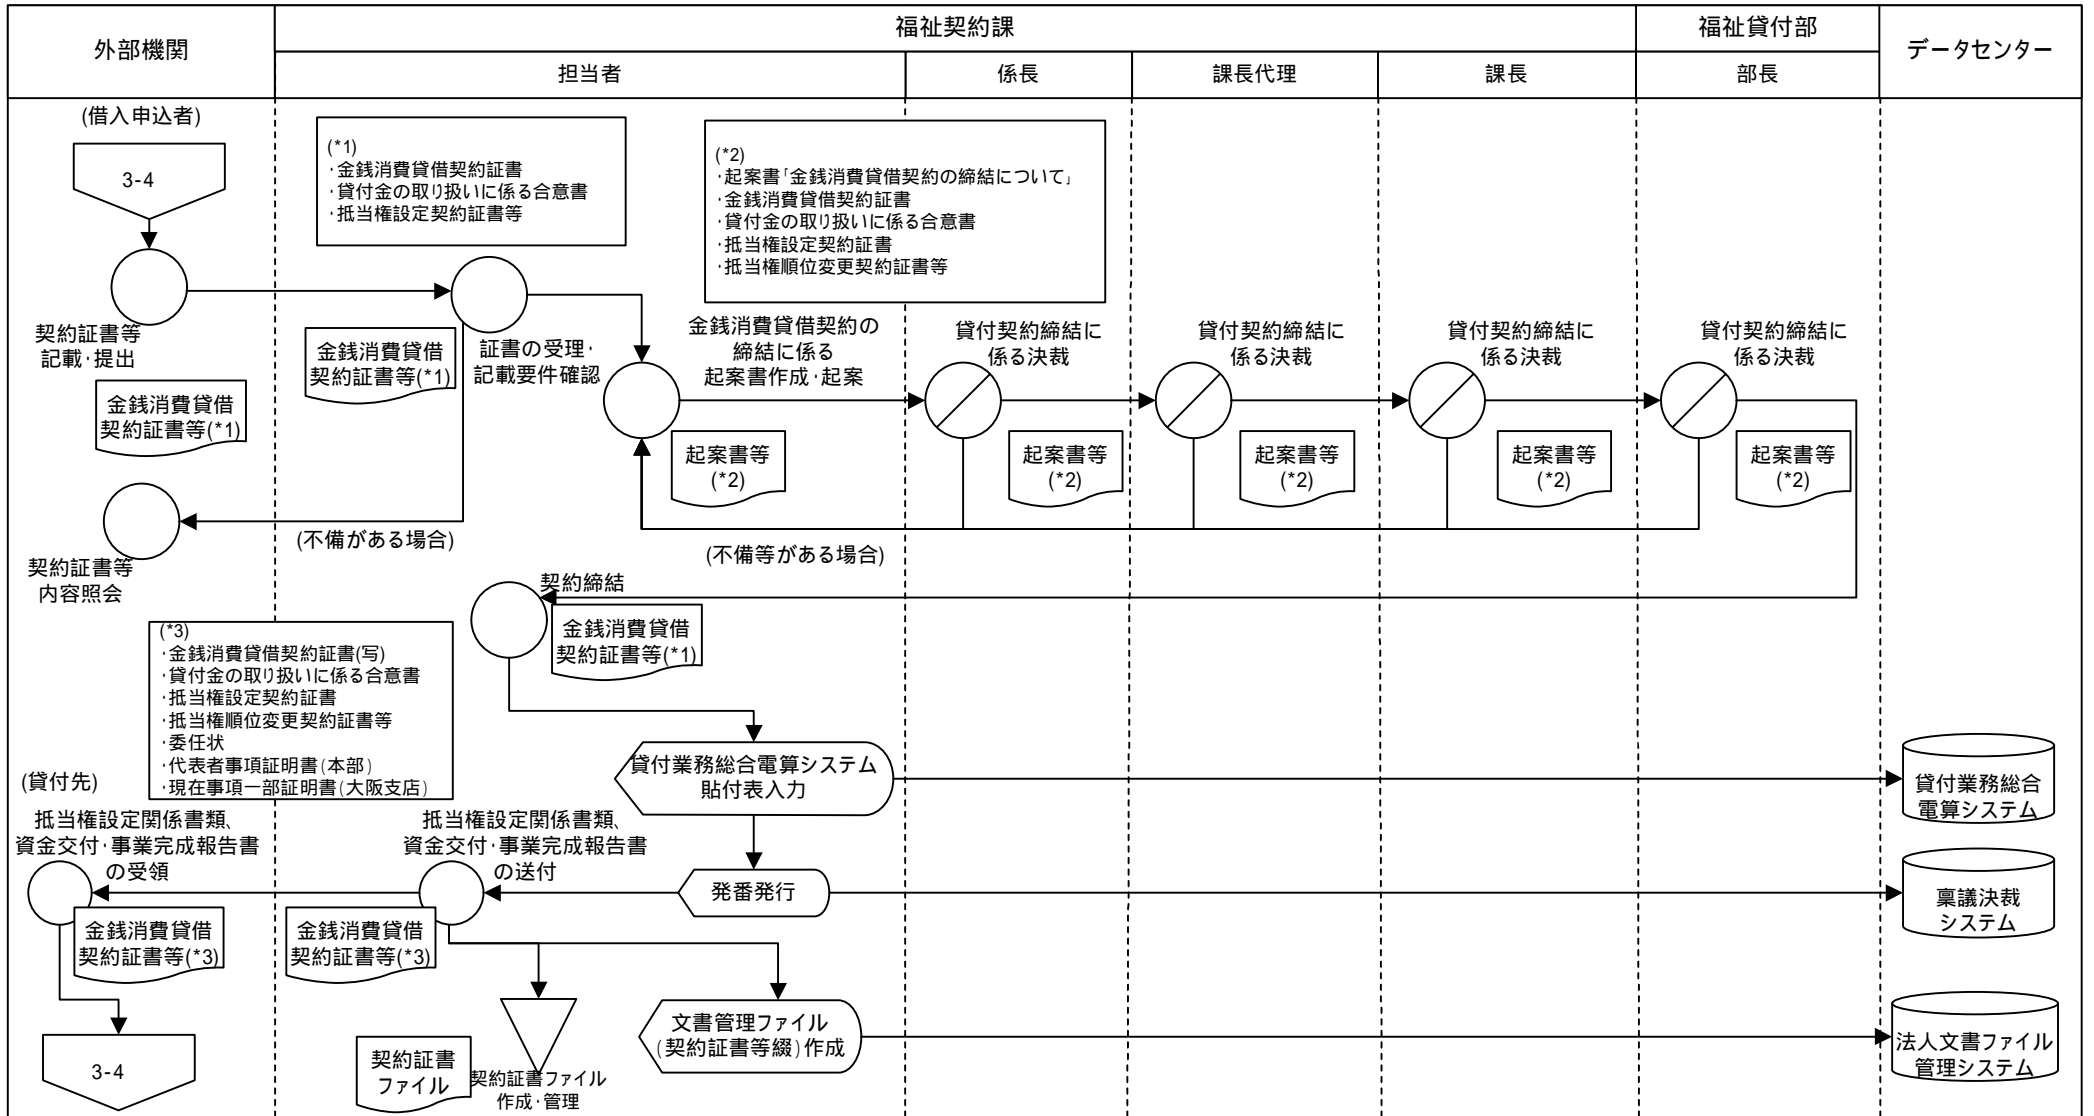 外部機関
福祉契約課
福祉貸付部
データセンター
担当者
係長
課長代理
課長
部長
(借入申込者)
3-4
(*1)
・金銭消費貸借契約証書
・貸付金の取り扱いに係る合意書
・抵当権設定契約証書等
(*2)
・起案書「金銭消費貸借契約の締結について」
・金銭消費貸借契約証書
・貸付金の取り扱いに係る合意書
・抵当権設定契約証書
・抵当権順位変更契約証書等
契約証書等
記載・提出
金銭消費貸借
契約証書等(*1)
金銭消費貸借
契約証書等(*1)
証書の受理・
記載要件確認
金銭消費貸借契約の
締結に係る
起案書作成・起案
貸付契約締結に
係る決裁
貸付契約締結に
係る決裁
貸付契約締結に
係る決裁
貸付契約締結に
係る決裁
起案書等
(*2)
起案書等
(*2)
起案書等
(*2)
起案書等
(*2)
起案書等
(*2)
(不備がある場合)
(不備等がある場合)
契約証書等
内容照会
契約締結
金銭消費貸借
契約証書等(*1)
(*3)
・金銭消費貸借契約証書(写)
・貸付金の取り扱いに係る合意書
・抵当権設定契約証書
・抵当権順位変更契約証書等
・委任状
・代表者事項証明書(本部)
・現在事項一部証明書(大阪支店)
(貸付先)
貸付業務総合電算システム
貼付表入力
貸付業務総合
電算システム
抵当権設定関係書類、
資金交付・事業完成報告書
の受領
抵当権設定関係書類、
資金交付・事業完成報告書
の送付
発番発行
稟議決裁
システム
金銭消費貸借
契約証書等(*3)
金銭消費貸借
契約証書等(*3)
3-4
契約証書
ファイル
契約証書ファイル
作成・管理
文書管理ファイル
(契約証書等綴)作成
法人文書ファイル
管理システム